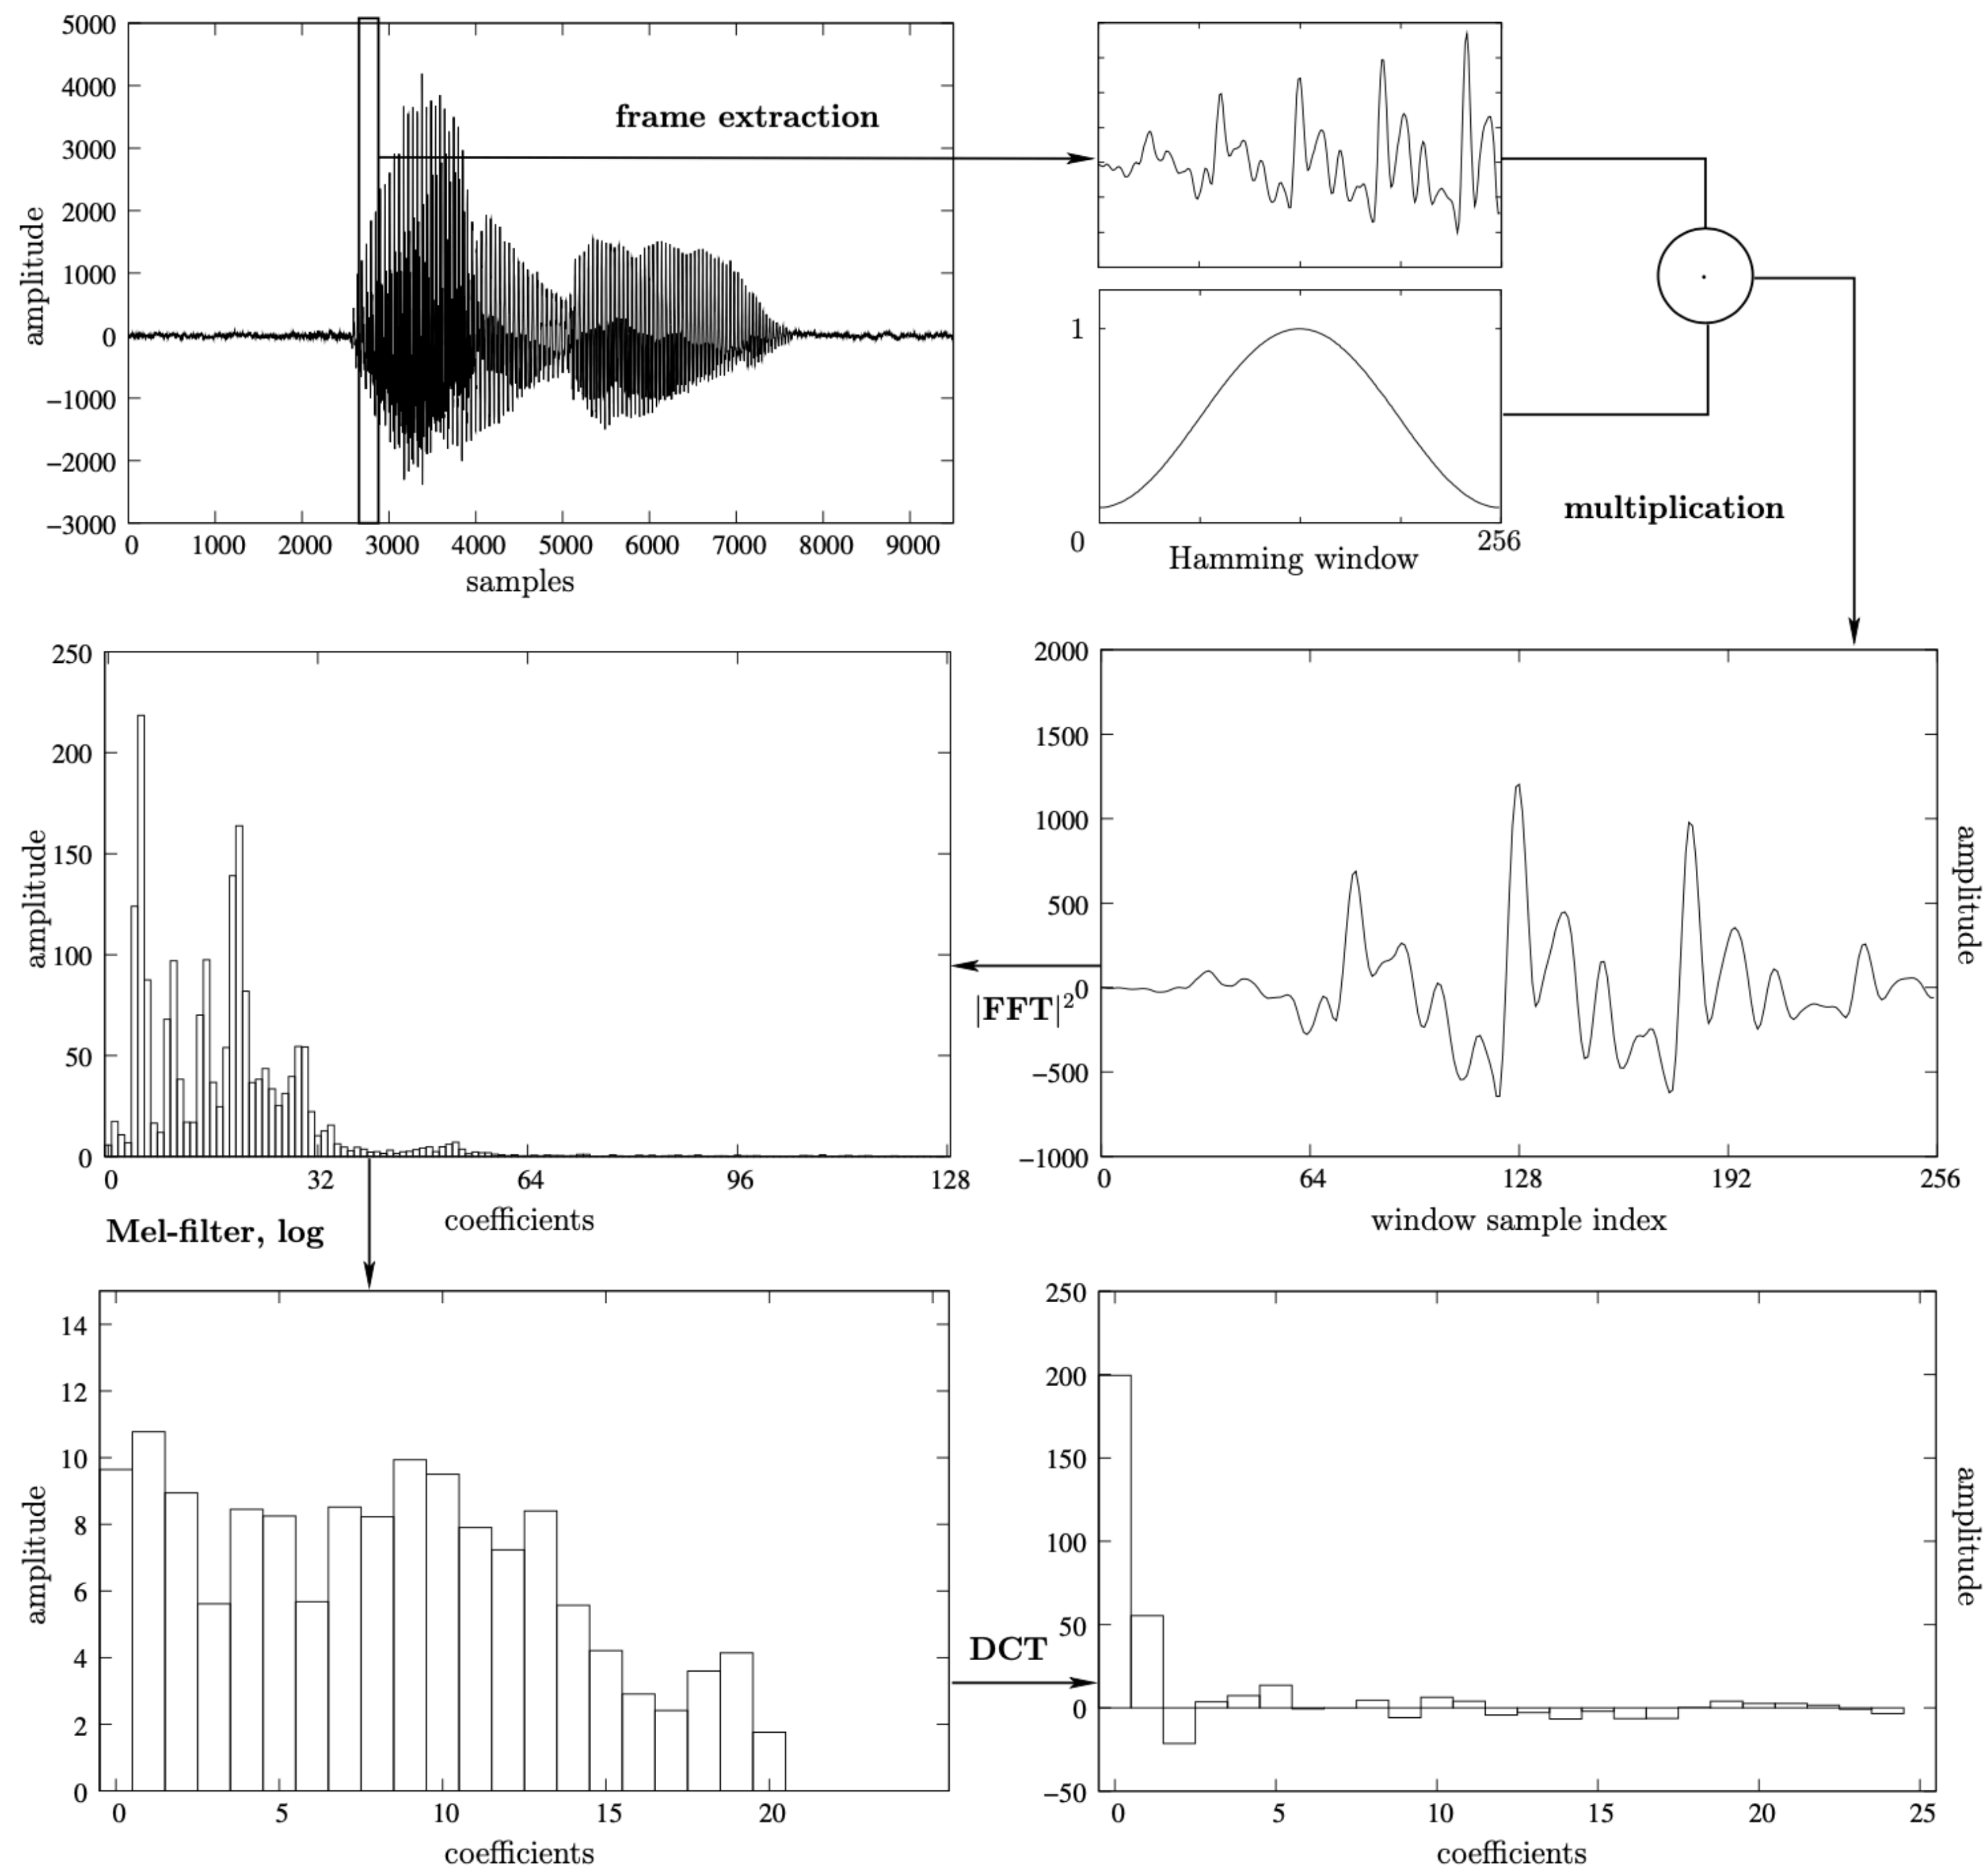 5000
4000
3000
2000
1000
0
−1000
−2000
−3000
amplitude
0 1000 2000 3000 4000 5000 6000 7000 8000 9000
samples
frame extraction
1
0
256
Hamming window
multiplication
250
200
150
100
50
0
amplitude
0 32 64 96 128
coefficients
|FFT|²
2000
1500
1000
500
0
−500
−1000
amplitude
0 64 128 192 256
window sample index
Mel-filter, log
14
12
10
8
6
4
2
0
amplitude
0 5 10 15 20
coefficients
DCT
250
200
150
100
50
0
−50
amplitude
0 5 10 15 20 25
coefficients